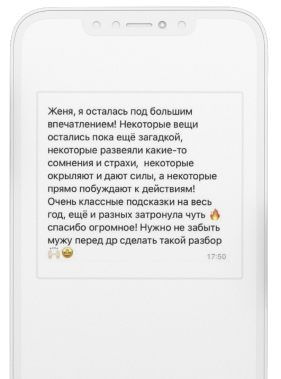 Женя, я осталась под большим
впечатлением! Некоторые вещи
остались пока ещё загадкой,
некоторые развеяли какие-то
сомнения и страхи, некоторые
окрыляют и дают силы, а некоторые
прямо побуждают к действиям!
Очень классные подсказки на весь
год, ещё и разных затронула чуть 🔥
спасибо огромное! Нужно не забыть
мужу перед др сделать такой разбор
🙌🏻🤩 17:50